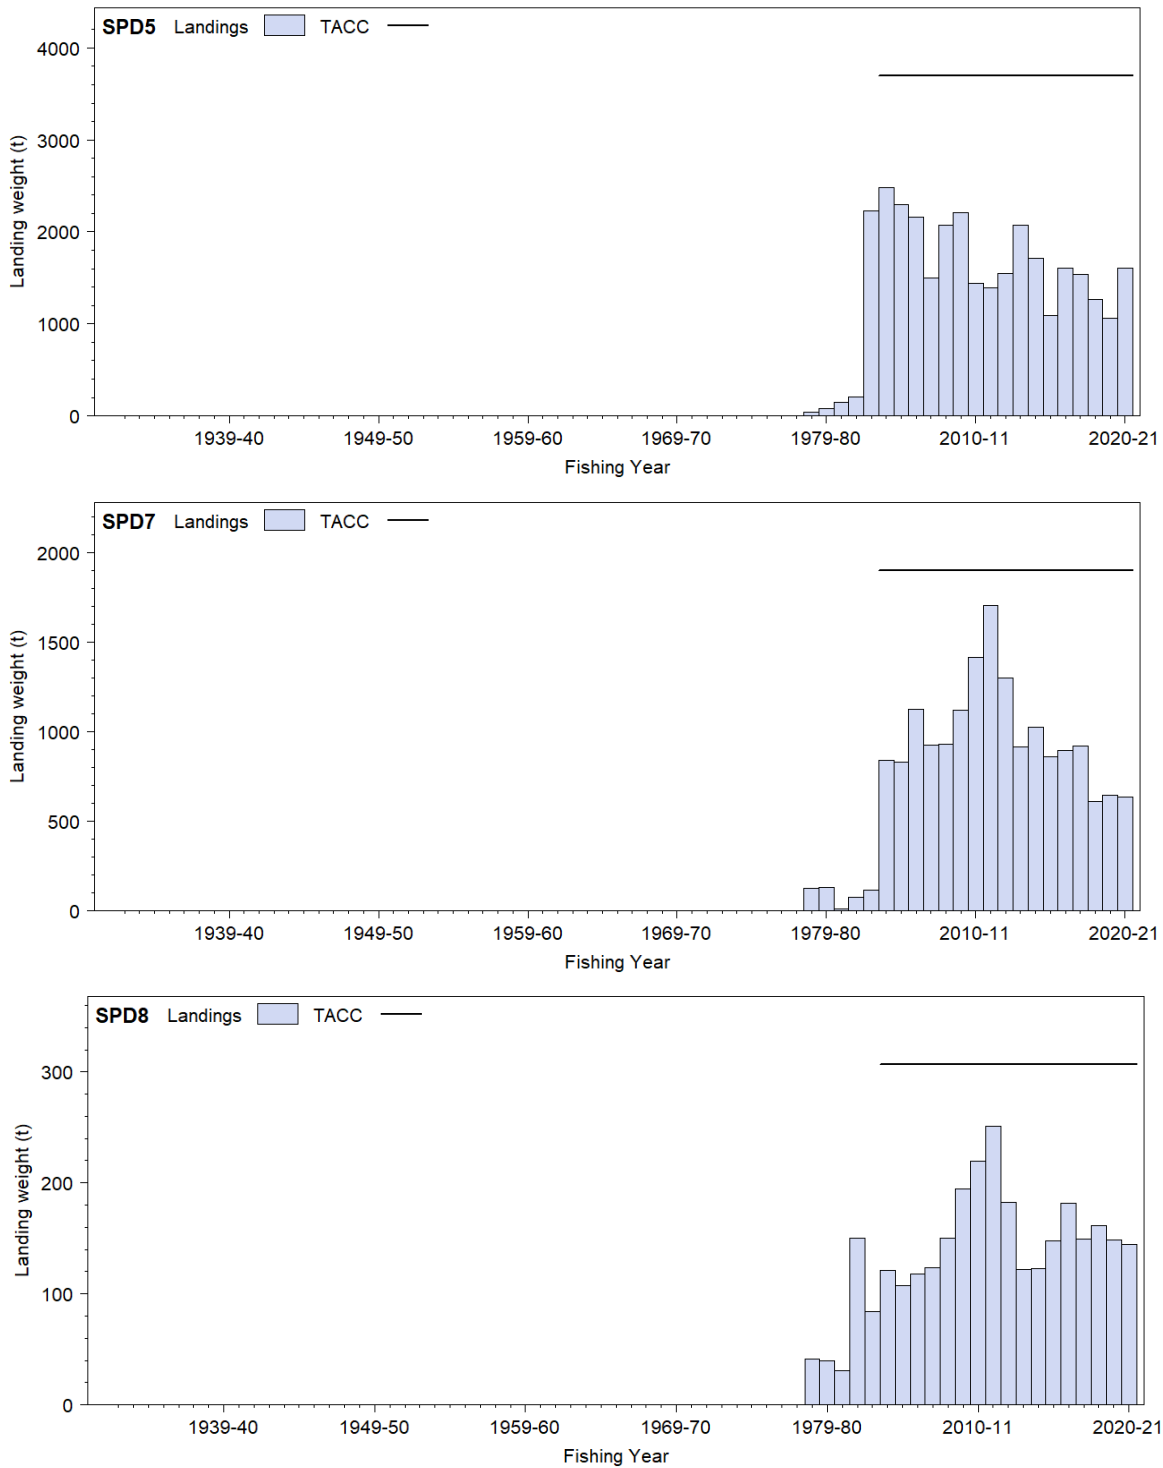 SPD5 Landings TACC
4000
3000
2000
1000
0
Landing weight (t)
1939-40 1949-50 1959-60 1969-70 1979-80 2010-11 2020-21
Fishing Year
SPD7 Landings TACC
2000
1500
1000
500
0
Landing weight (t)
1939-40 1949-50 1959-60 1969-70 1979-80 2010-11 2020-21
Fishing Year
SPD8 Landings TACC
300
200
100
0
Landing weight (t)
1939-40 1949-50 1959-60 1969-70 1979-80 2010-11 2020-21
Fishing Year